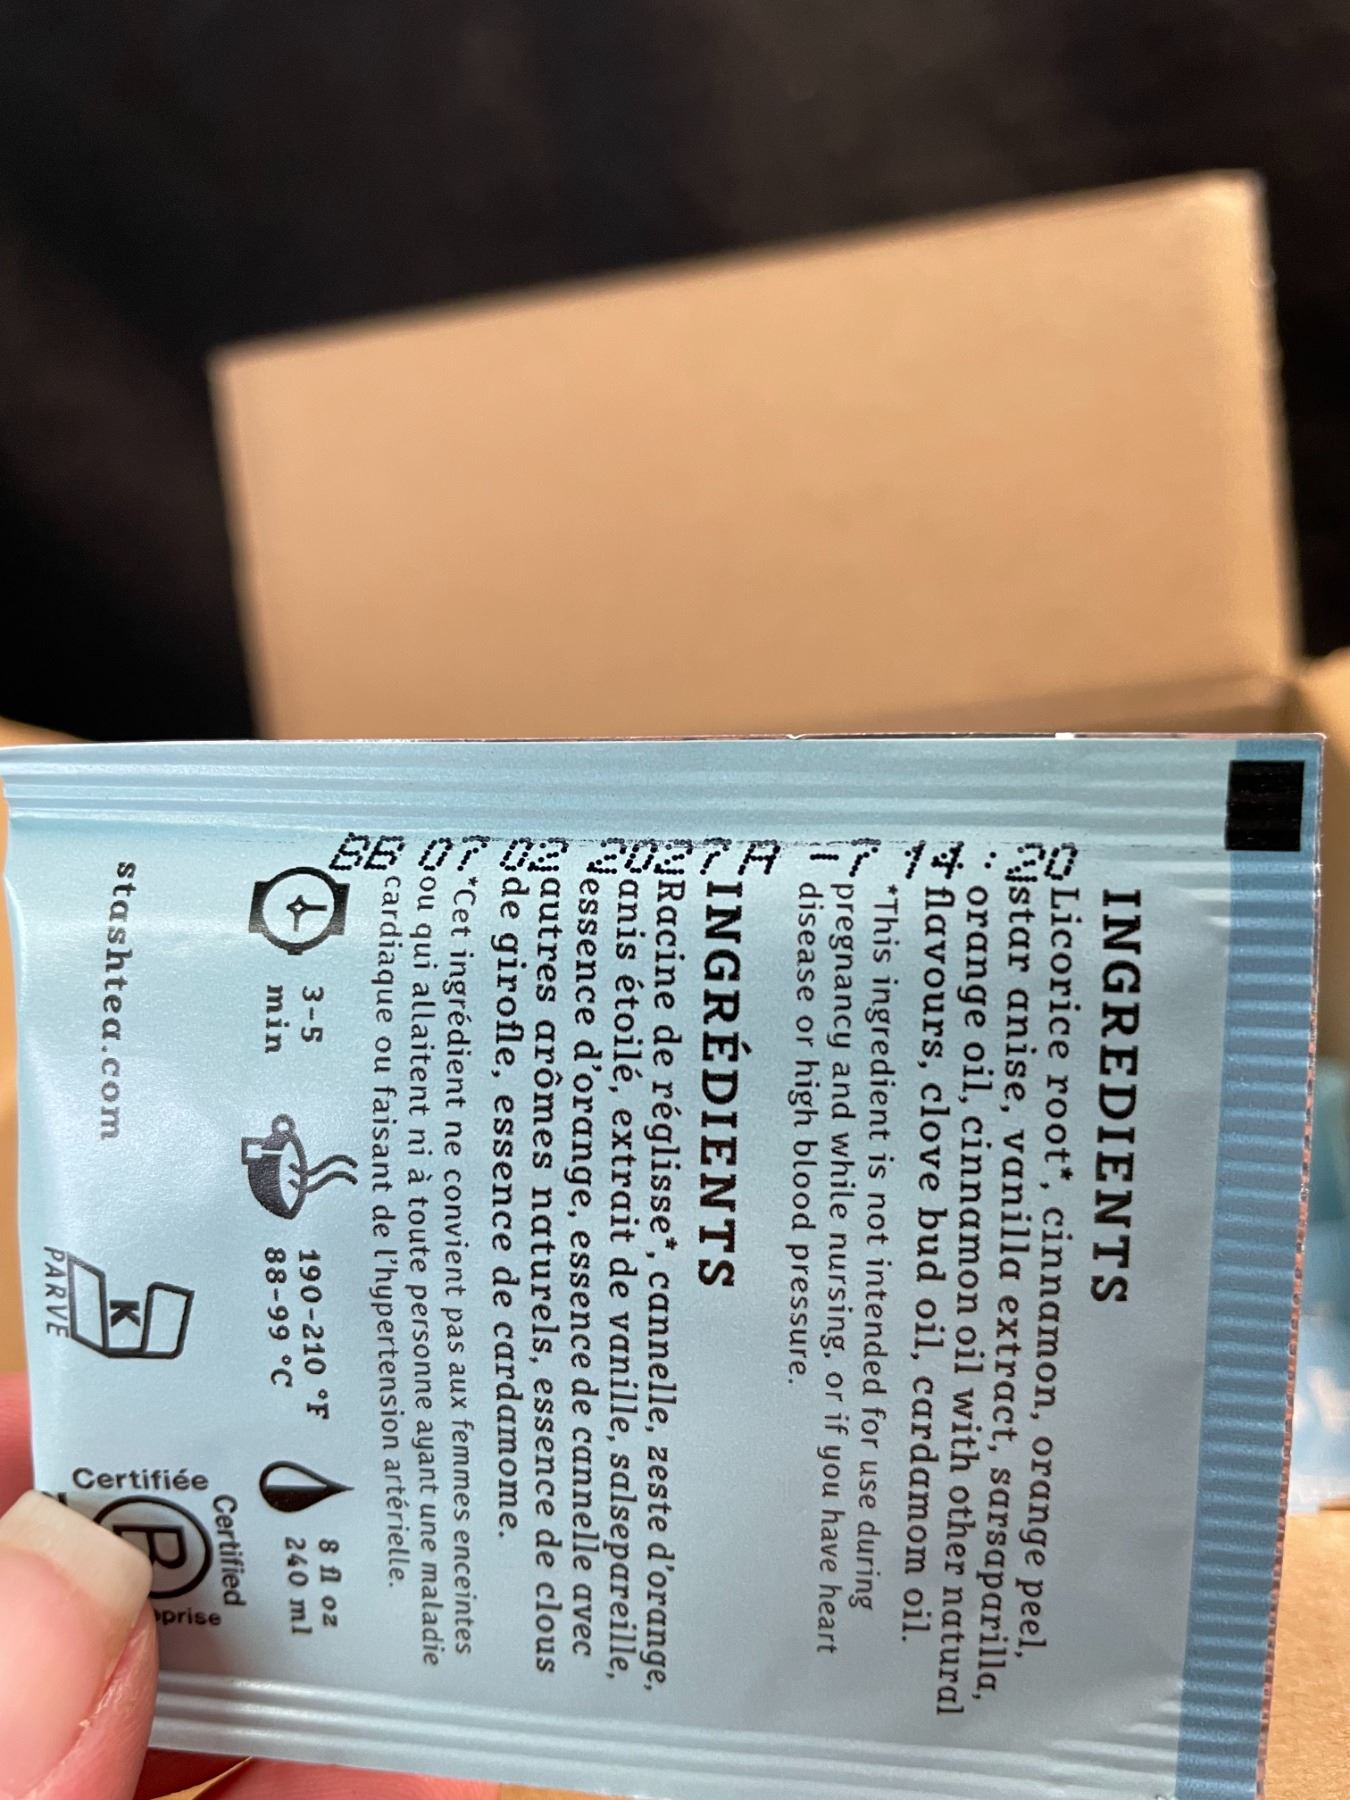 INGREDIENTS
Licorice root*, cinnamon, orange peel,
star anise, vanilla extract, sarsaparilla,
orange oil, cinnamon oil with other natural
flavours, clove bud oil, cardamom oil.
*This ingredient is not intended for use during
pregnancy and while nursing, or if you have heart
disease or high blood pressure.
INGRÉDIENTS
Racine de réglisse*, cannelle, zeste d'orange,
anis étoilé, extrait de vanille, salsepareille,
essence d'orange, essence de cannelle avec
autres arômes naturels, essence de clous
de girofle, essence de cardamome.
*Cet ingrédient ne convient pas aux femmes enceintes
ou qui allaitent ni à toute personne ayant une maladie
cardiaque ou faisant de l'hypertension artérielle.
3-5
min
190-210 °F
88-99 °C
8 fl oz
240 ml
stashtea.com
K
PARVE
Certified
Certifiée
B